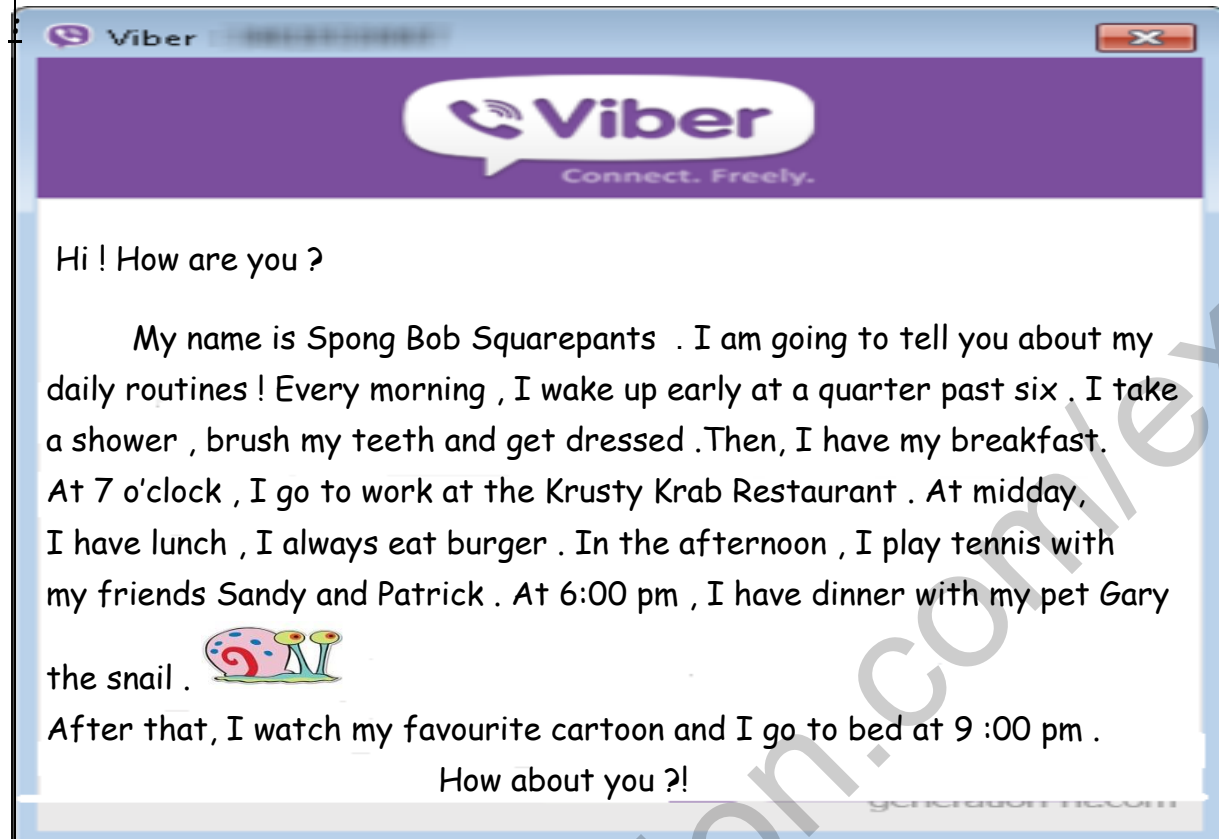 :
Viber
Viber
Connect. Freely.
Hi ! How are you ?
My name is Spong Bob Squarepants . I am going to tell you about my
daily routines ! Every morning , I wake up early at a quarter past six . I take
a shower , brush my teeth and get dressed .Then, I have my breakfast.
At 7 o'clock , I go to work at the Krusty Krab Restaurant . At midday,
I have lunch , I always eat burger . In the afternoon , I play tennis with
my friends Sandy and Patrick . At 6:00 pm , I have dinner with my pet Gary
the snail .
After that, I watch my favourite cartoon and I go to bed at 9 :00 pm .
How about you ?!